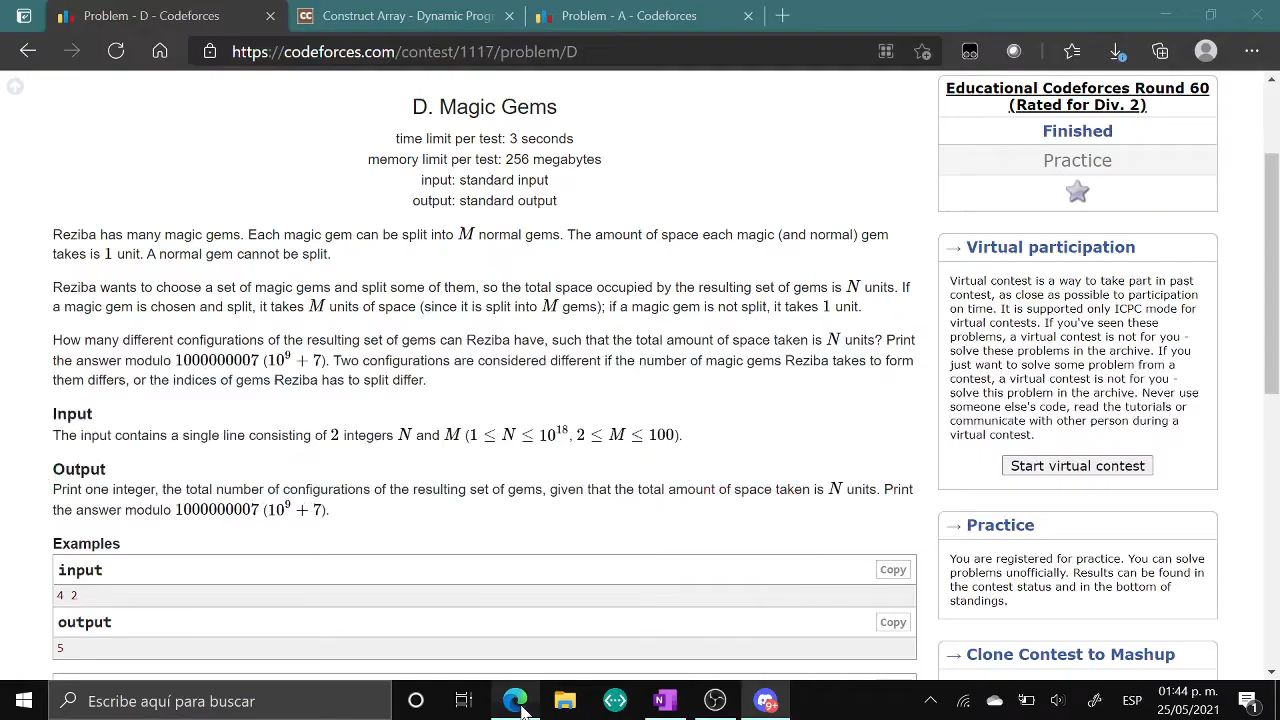 Problem - D - Codeforces
Construct Array - Dynamic Progr
Problem - A - Codeforces
https://codeforces.com/contest/1117/problem/D
D. Magic Gems
time limit per test: 3 seconds
memory limit per test: 256 megabytes
input: standard input
output: standard output
Reziba has many magic gems. Each magic gem can be split into M normal gems. The amount of space each magic (and normal) gem
takes is 1 unit. A normal gem cannot be split.
Reziba wants to choose a set of magic gems and split some of them, so the total space occupied by the resulting set of gems is N units. If
a magic gem is chosen and split, it takes M units of space (since it is split into M gems); if a magic gem is not split, it takes 1 unit.
How many different configurations of the resulting set of gems can Reziba have, such that the total amount of space taken is N units? Print
the answer modulo 1000000007 (10^9 + 7). Two configurations are considered different if the number of magic gems Reziba takes to form
them differs, or the indices of gems Reziba has to split differ.
Input
The input contains a single line consisting of 2 integers N and M (1 ≤ N ≤ 10^18, 2 ≤ M ≤ 100).
Output
Print one integer, the total number of configurations of the resulting set of gems, given that the total amount of space taken is N units. Print
the answer modulo 1000000007 (10^9 + 7).
Examples
input
Copy
4 2
output
Copy
5
Educational Codeforces Round 60
(Rated for Div. 2)
Finished
Practice
→ Virtual participation
Virtual contest is a way to take part in past
contest, as close as possible to participation
on time. It is supported only ICPC mode for
virtual contests. If you've seen these
problems, a virtual contest is not for you -
solve these problems in the archive. If you
just want to solve some problem from a
contest, a virtual contest is not for you -
solve this problem in the archive. Never use
someone else's code, read the tutorials or
communicate with other person during a
virtual contest.
Start virtual contest
→ Practice
You are registered for practice. You can solve
problems unofficially. Results can be found in
the contest status and in the bottom of
standings.
→ Clone Contest to Mashup
Escribe aquí para buscar
9+
ESP
01:44 p. m.
25/05/2021
1